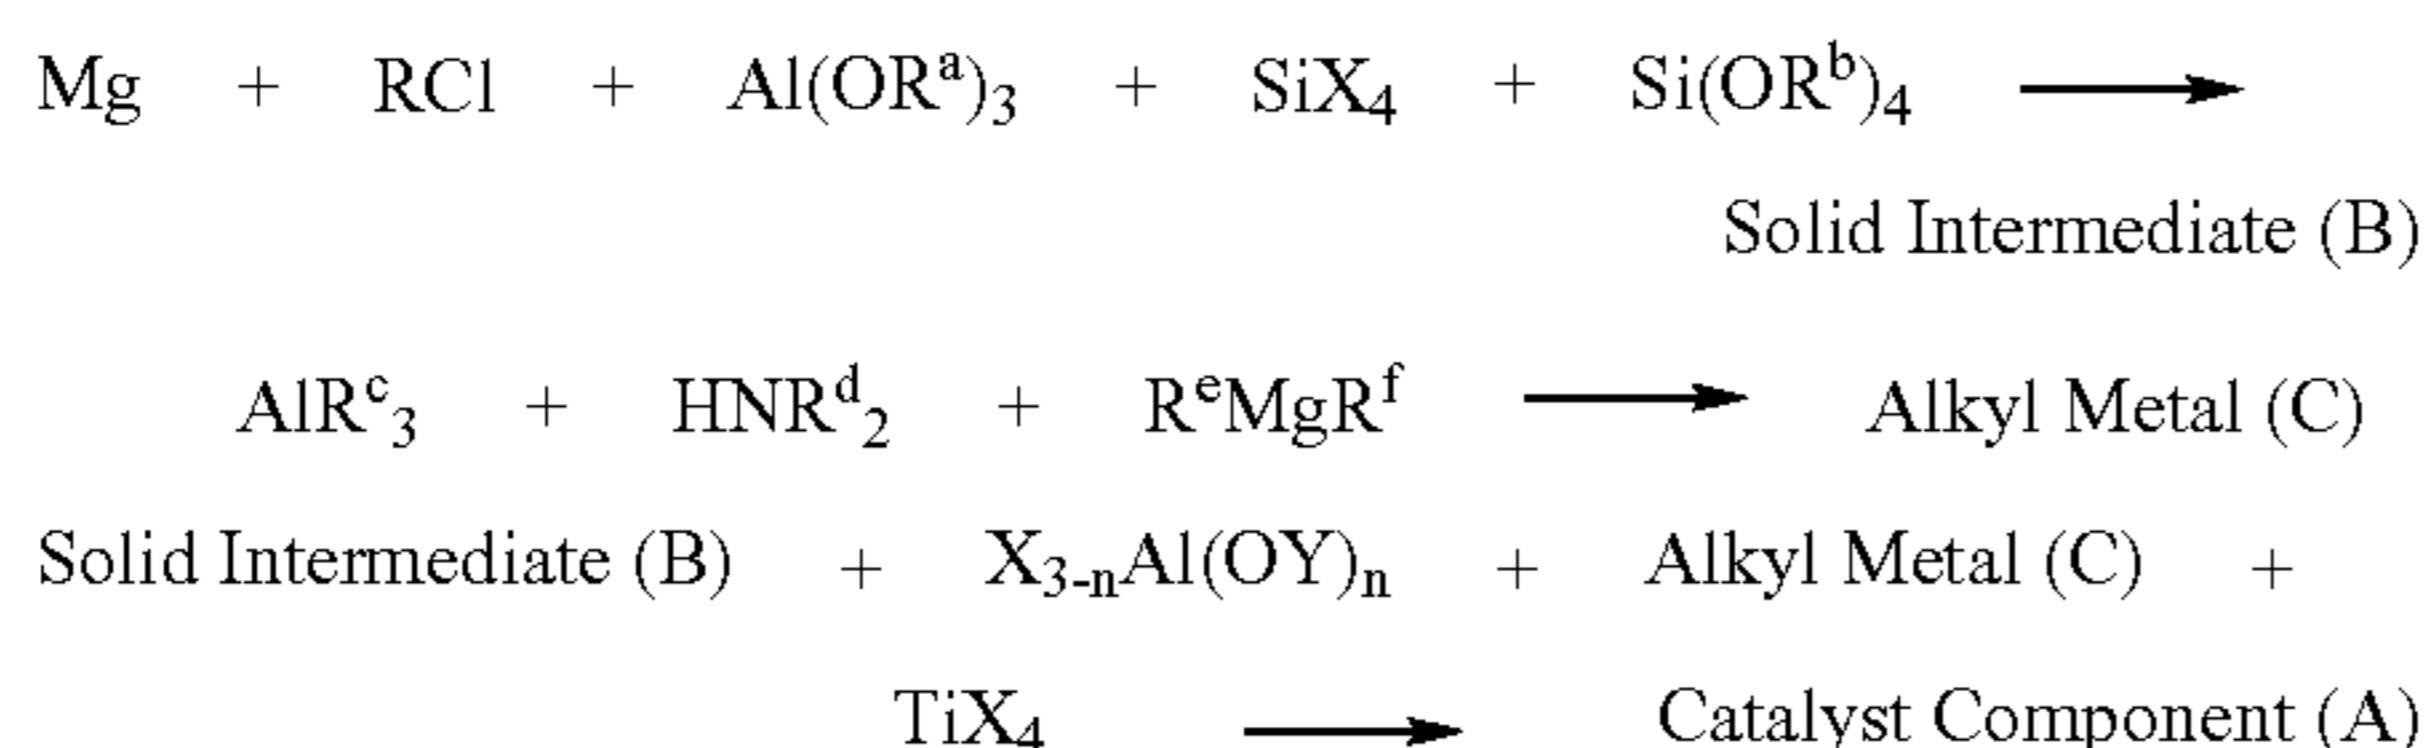 Mg + RCl + Al(ORᵃ)₃ + SiX₄ + Si(ORᵇ)₄ ⟶
Solid Intermediate (B)
AlRᶜ₃ + HNRᵈ₂ + RᵉMgRᶠ ⟶ Alkyl Metal (C)
Solid Intermediate (B) + X₃₋ₙAl(OY)ₙ + Alkyl Metal (C) +
TiX₄ ⟶ Catalyst Component (A)